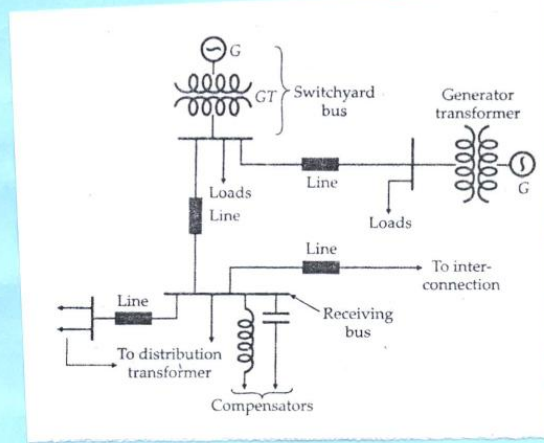 G
GT
Switchyard
bus
Generator
transformer
G
Loads
Line
Line
Loads
Line
To inter-
connection
Line
Receiving
bus
To distribution
transformer
Compensators